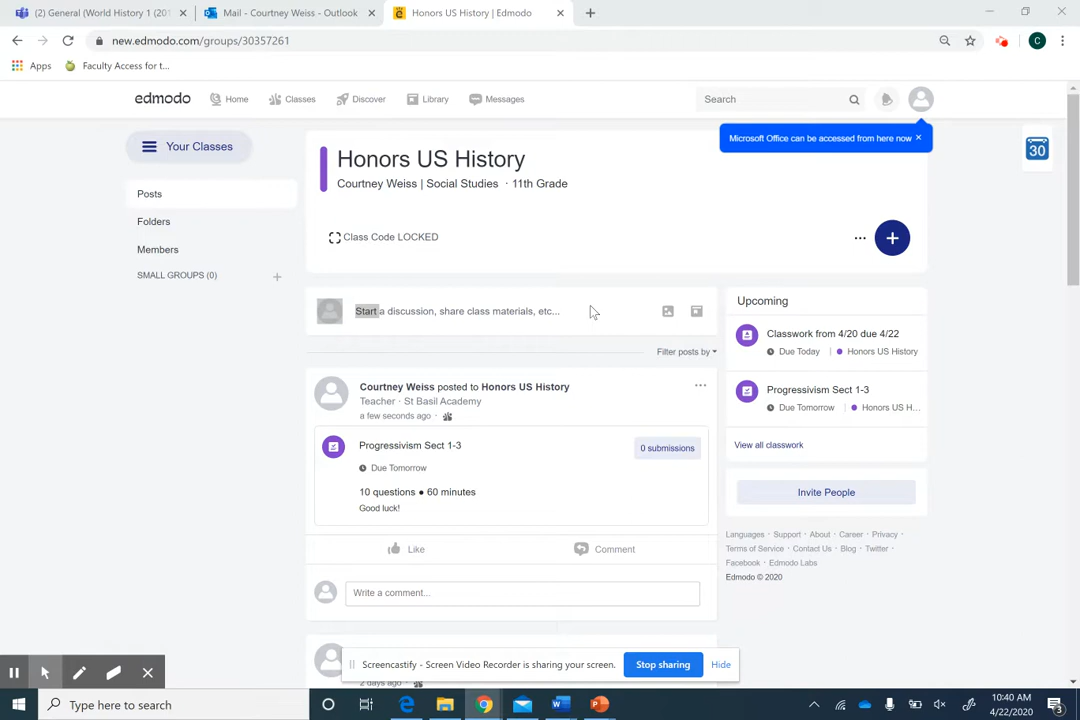 (2) General (World History 1 (201
Mail - Courtney Weiss - Outlook
Honors US History | Edmodo
new.edmodo.com/groups/30357261
C
Apps
Faculty Access for t...
edmodo
Home
Classes
Discover
Library
Messages
Search
Microsoft Office can be accessed from here now
30
Your Classes
Posts
Folders
Members
SMALL GROUPS (0)
Honors US History
Courtney Weiss | Social Studies · 11th Grade
Class Code LOCKED
Start a discussion, share class materials, etc...
Filter posts by
Courtney Weiss posted to Honors US History
Teacher · St Basil Academy
a few seconds ago
Progressivism Sect 1-3
0 submissions
Due Tomorrow
10 questions ● 60 minutes
Good luck!
Like
Comment
Write a comment...
2 days ago
Upcoming
Classwork from 4/20 due 4/22
Due Today | Honors US History
Progressivism Sect 1-3
Due Tomorrow | Honors US H...
View all classwork
Invite People
Languages · Support · About · Career · Privacy ·
Terms of Service · Contact Us · Blog · Twitter ·
Facebook · Edmodo Labs
Edmodo © 2020
Screencastify - Screen Video Recorder is sharing your screen.
Stop sharing
Hide
Type here to search
10:40 AM
4/22/2020
3